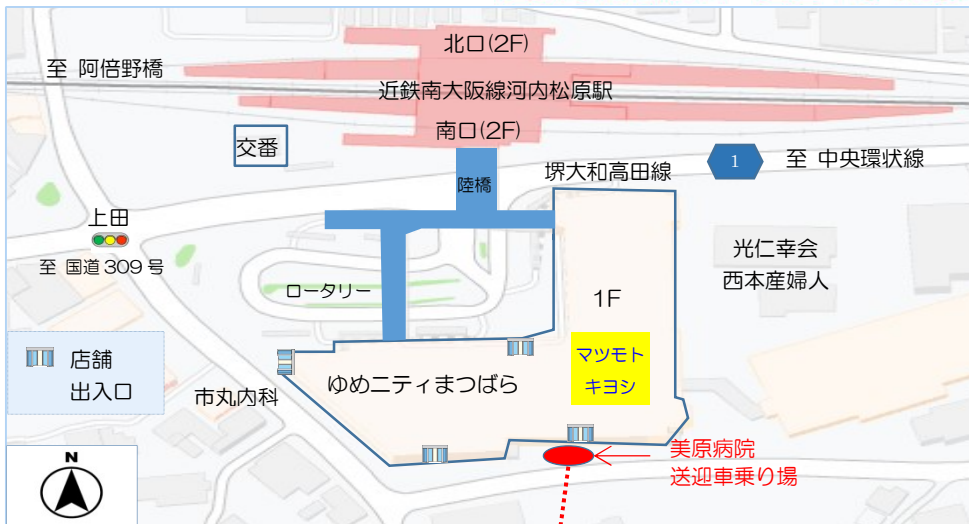 北口(2F)
至 阿倍野橋
近鉄南大阪線河内松原駅
南口(2F)
交番
1
至 中央環状線
堺大和高田線
陸橋
上田
至 国道309号
光仁幸会
西本産婦人
ロータリー
1F
店舗
出入口
マツモト
キヨシ
ゆめニティまつばら
市丸内科
美原病院
送迎車乗り場
N